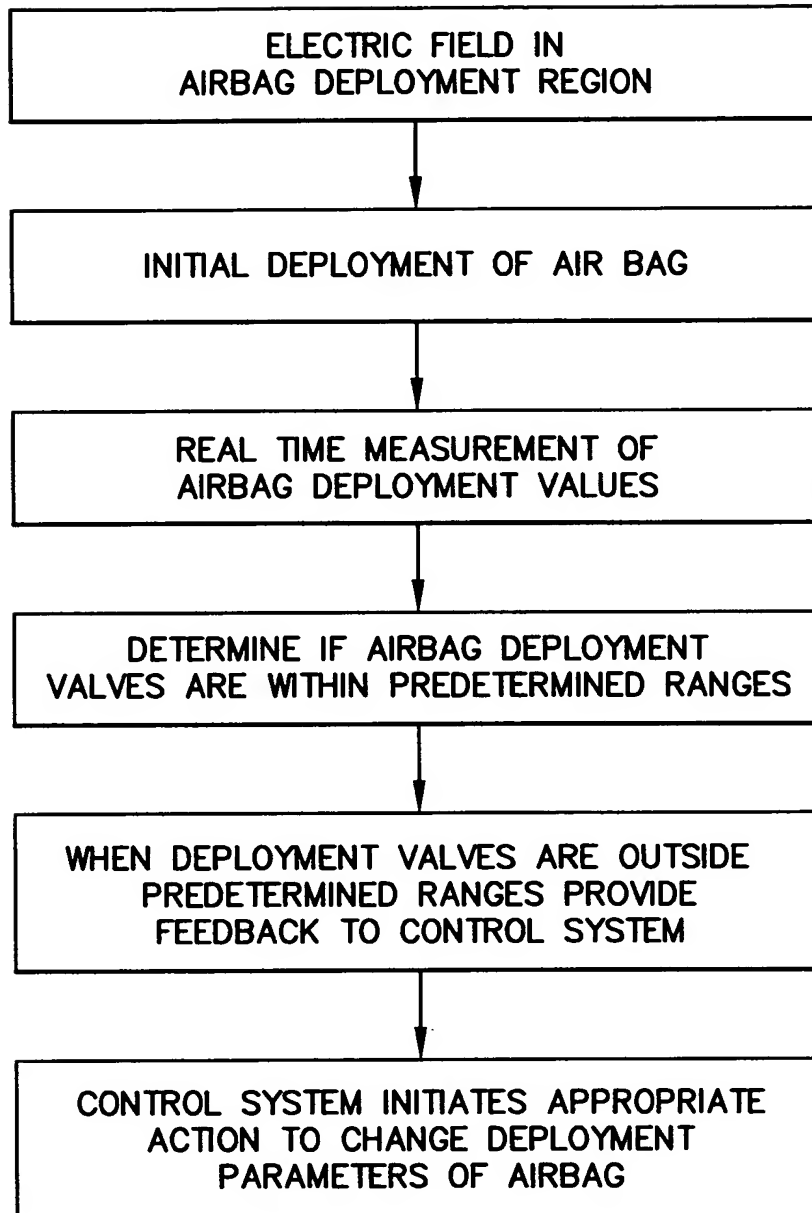 ELECTRIC FIELD IN
AIRBAG DEPLOYMENT REGION
INITIAL DEPLOYMENT OF AIR BAG
REAL TIME MEASUREMENT OF
AIRBAG DEPLOYMENT VALUES
DETERMINE IF AIRBAG DEPLOYMENT
VALVES ARE WITHIN PREDETERMINED RANGES
WHEN DEPLOYMENT VALVES ARE OUTSIDE
PREDETERMINED RANGES PROVIDE
FEEDBACK TO CONTROL SYSTEM
CONTROL SYSTEM INITIATES APPROPRIATE
ACTION TO CHANGE DEPLOYMENT
PARAMETERS OF AIRBAG